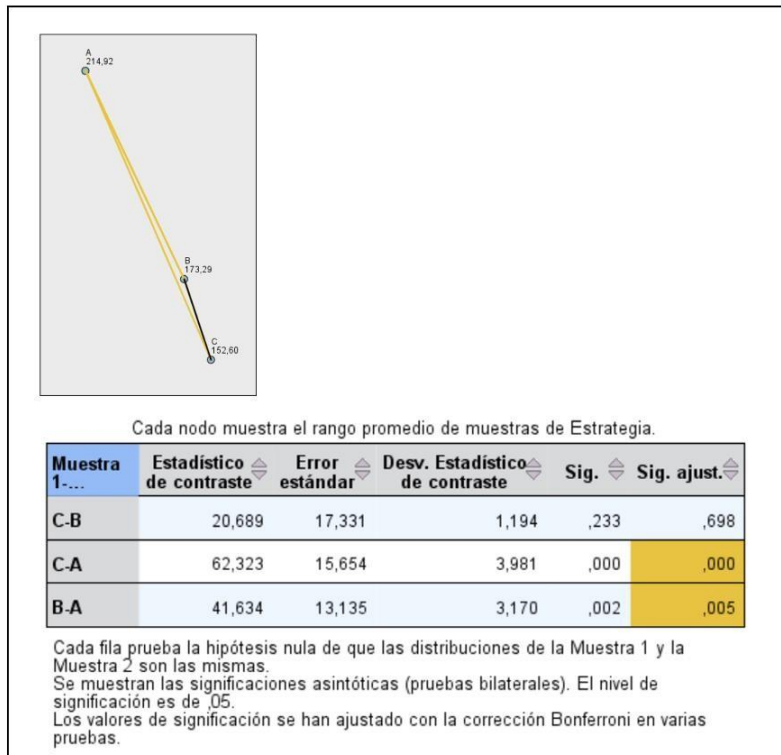 A
214,92
B
173,29
C
152,60
Cada nodo muestra el rango promedio de muestras de Estrategia.
Muestra 1-... Estadístico de contraste Error estándar Desv. Estadístico de contraste Sig. Sig. ajust.
C-B 20,689 17,331 1,194 ,233 ,698
C-A 62,323 15,654 3,981 ,000 ,000
B-A 41,634 13,135 3,170 ,002 ,005
Cada fila prueba la hipótesis nula de que las distribuciones de la Muestra 1 y la
Muestra 2 son las mismas.
Se muestran las significaciones asintóticas (pruebas bilaterales). El nivel de
significación es de ,05.
Los valores de significación se han ajustado con la corrección Bonferroni en varias
pruebas.